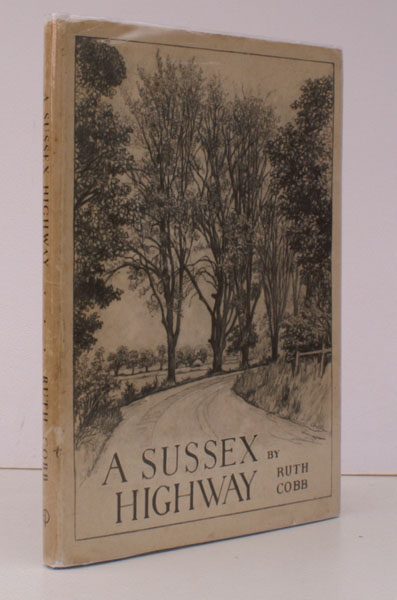 A SUSSEX HIGHWAY . . RUTH COBB
A SUSSEX
HIGHWAY
BY
RUTH
COBB